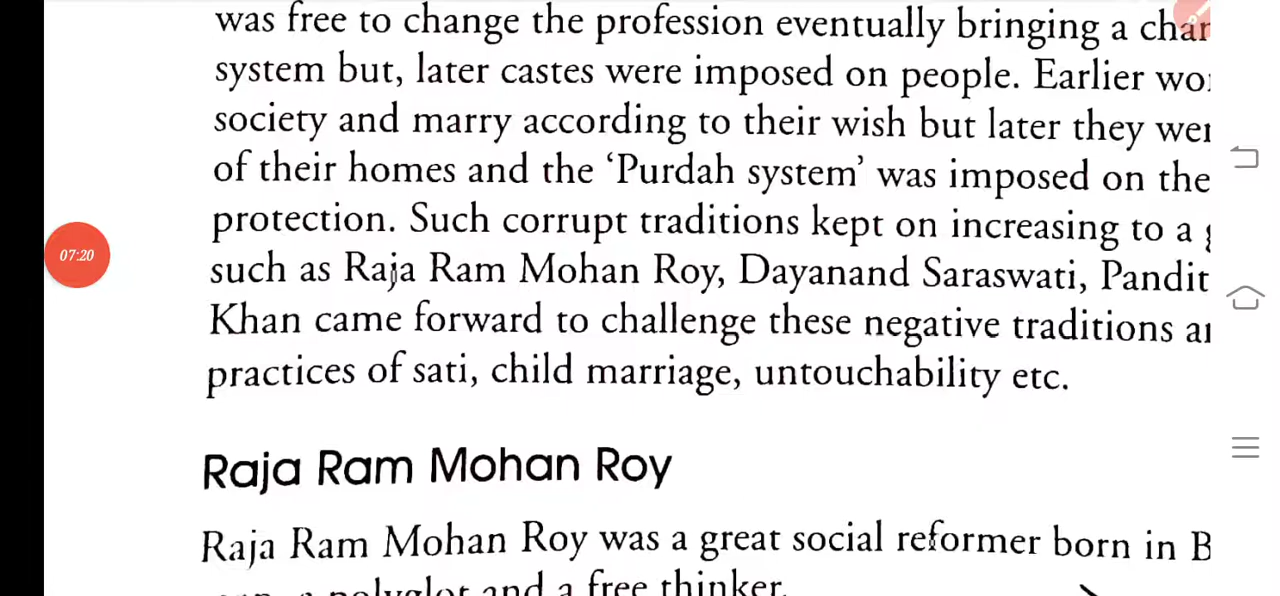 was free to change the profession eventually bringing a
system but, later castes were imposed on people. Earlier
society and marry according to their wish but later they
of their homes and the ‘Purdah system’ was imposed on the
protection. Such corrupt traditions kept on increasing to a
07:20
such as Raja Ram Mohan Roy, Dayanand Saraswati, Pandit
Khan came forward to challenge these negative traditions
practices of sati, child marriage, untouchability etc.
Raja Ram Mohan Roy
Raja Ram Mohan Roy was a great social reformer born in B
a polyglot and a free thinker.